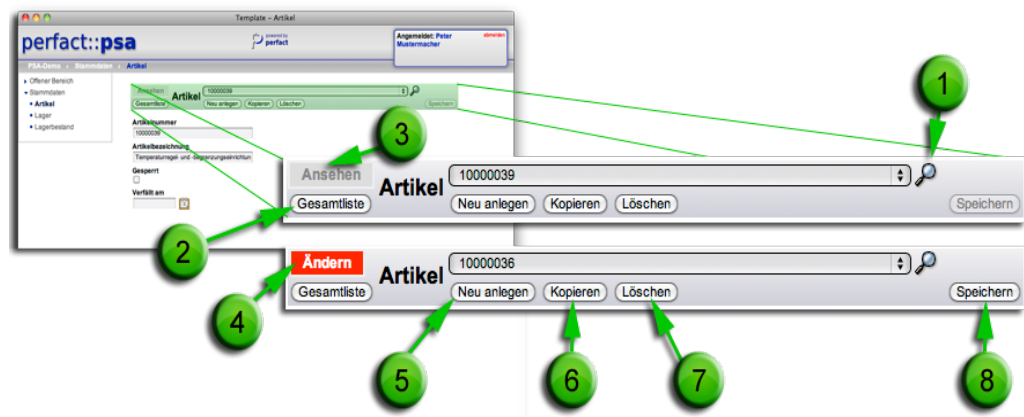 Template – Artikel
perfact::psa
powered by
perfact
Angemeldet: Peter
Mustermacher
abmelden
PSA-Demo › Stammdaten › Artikel
Offener Bereich
Stammdaten
Artikel
Lager
Lagerbestand
Ansehen
Artikel
10000039
Gesamtliste
Neu anlegen
Kopieren
Löschen
Speichern
Artikelnummer
10000039
Artikelbezeichnung
Temperaturregel- und -begrenzungseinrichtun
Gesperrt
Verfällt am
1
3
Ansehen
Artikel
10000039
Gesamtliste
Neu anlegen
Kopieren
Löschen
Speichern
2
Ändern
Artikel
10000036
Gesamtliste
Neu anlegen
Kopieren
Löschen
Speichern
4
5
6
7
8